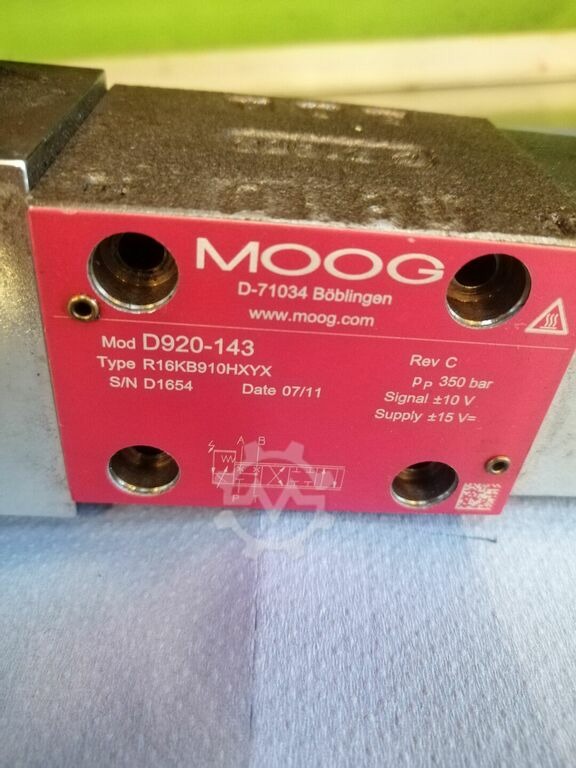 MOOG
D-71034 Böblingen
www.moog.com
Mod D920-143
Type R16KB910HXYX
S/N D1654 Date 07/11
Rev C
pP 350 bar
Signal ±10 V
Supply ±15 V=
A B